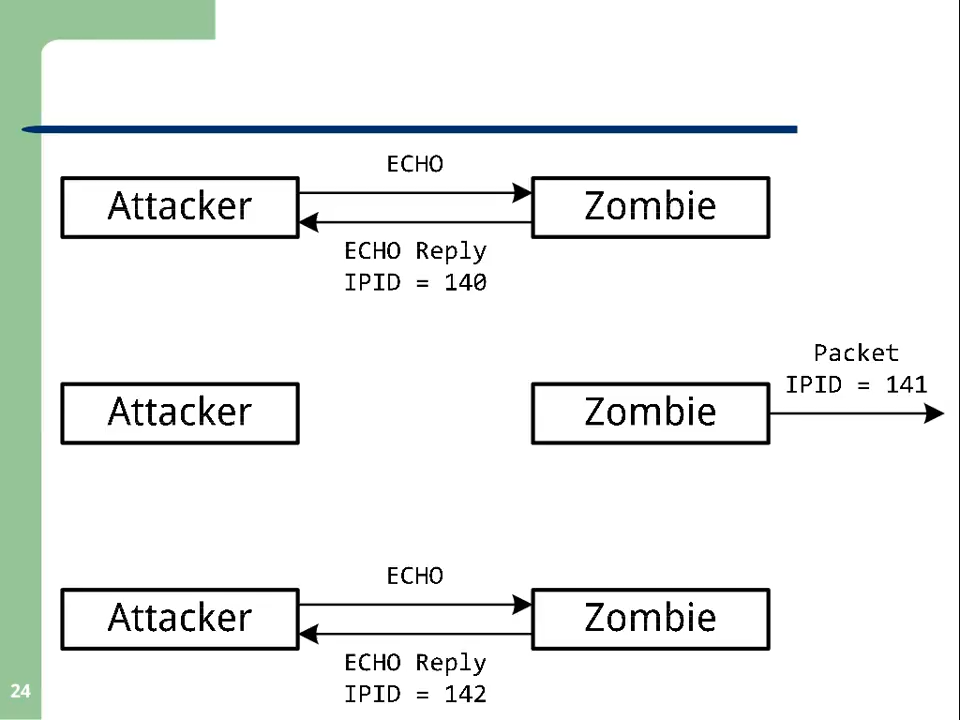 ECHO
Attacker
Zombie
ECHO Reply
IPID = 140
Packet
IPID = 141
Attacker
Zombie
ECHO
Attacker
Zombie
ECHO Reply
IPID = 142
24